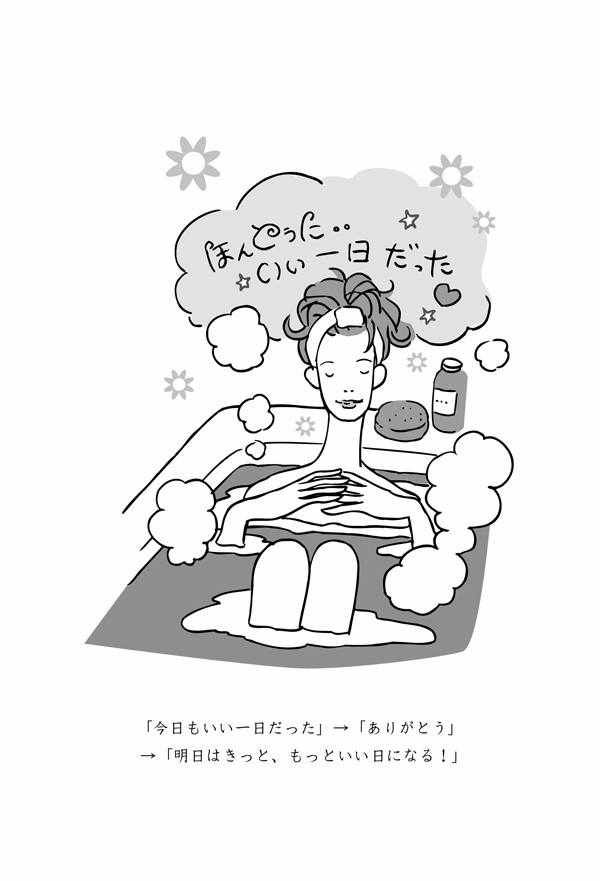 ほんとうに‥
いい一日だった
「今日もいい一日だった」→「ありがとう」
→「明日はきっと、もっといい日になる！」